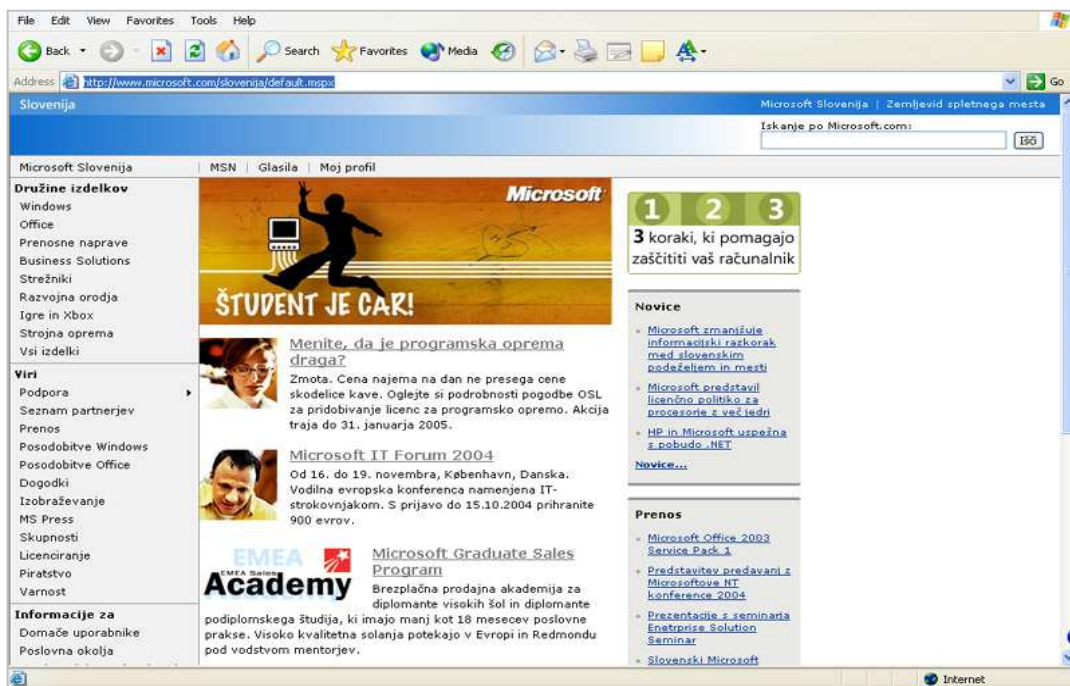 File Edit View Favorites Tools Help
Back Search Favorites Media
Address http://www.microsoft.com/slovenija/default.mspx Go
Slovenija
Microsoft Slovenija | Zemljevid spletnega mesta
Iskanje po Microsoft.com:
Išči
Microsoft Slovenija | MSN | Glasila | Moj profil
Družine izdelkov
Windows
Office
Prenosne naprave
Business Solutions
Strežniki
Razvojna orodja
Igre in Xbox
Strojna oprema
Vsi izdelki
Viri
Podpora
Seznam partnerjev
Prenos
Posodobitve Windows
Posodobitve Office
Dogodki
Izobraževanje
MS Press
Skupnosti
Licenciranje
Piratstvo
Varnost
Informacije za
Domače uporabnike
Poslovna okolja
Microsoft
ŠTUDENT JE CAR!
Menite, da je programska oprema
draga?
Zmota. Cena najema na dan ne presega cene
skodelice kave. Oglejte si podrobnosti pogodbe OSL
za pridobivanje licenc za programsko opremo. Akcija
traja do 31. januarja 2005.
Microsoft IT Forum 2004
Od 16. do 19. novembra, København, Danska.
Vodilna evropska konferenca namenjena IT-
strokovnjakom. S prijavo do 15.10.2004 prihranite
900 evrov.
EMEA
EMEA Sales
Academy
Microsoft Graduate Sales
Program
Brezplačna prodajna akademija za
diplomante visokih šol in diplomante
podiplomskega študija, ki imajo manj kot 18 mesecev poslovne
prakse. Visoko kvalitetna solanja potekajo v Evropi in Redmondu
pod vodstvom mentorjev.
1 2 3
3 koraki, ki pomagajo
zaščititi vaš računalnik
Novice
Microsoft zmanjšuje
informacijski razkorak
med slovenskim
podeželjem in mesti
Microsoft predstavil
licenčno politiko za
procesorje z več jedri
HP in Microsoft uspešna
s pobudo .NET
Novice...
Prenos
Microsoft Office 2003
Service Pack 1
Predstavitev predavanj z
Microsoftove NT
konference 2004
Prezentacije s seminarja
Enetrprise Solution
Seminar
Slovenski Microsoft
Internet